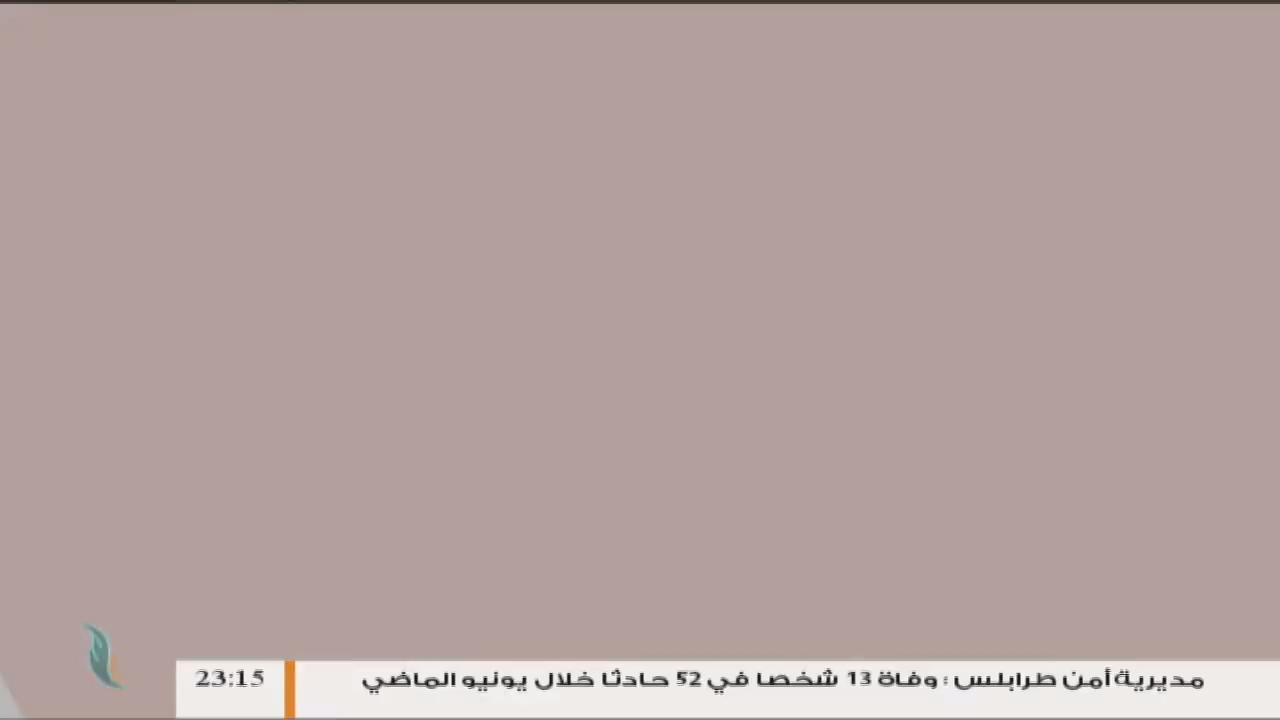 مديرية أمن طرابلس : وفاة 13 شخصا في 52 حادثا خلال يونيو الماضي
23:15